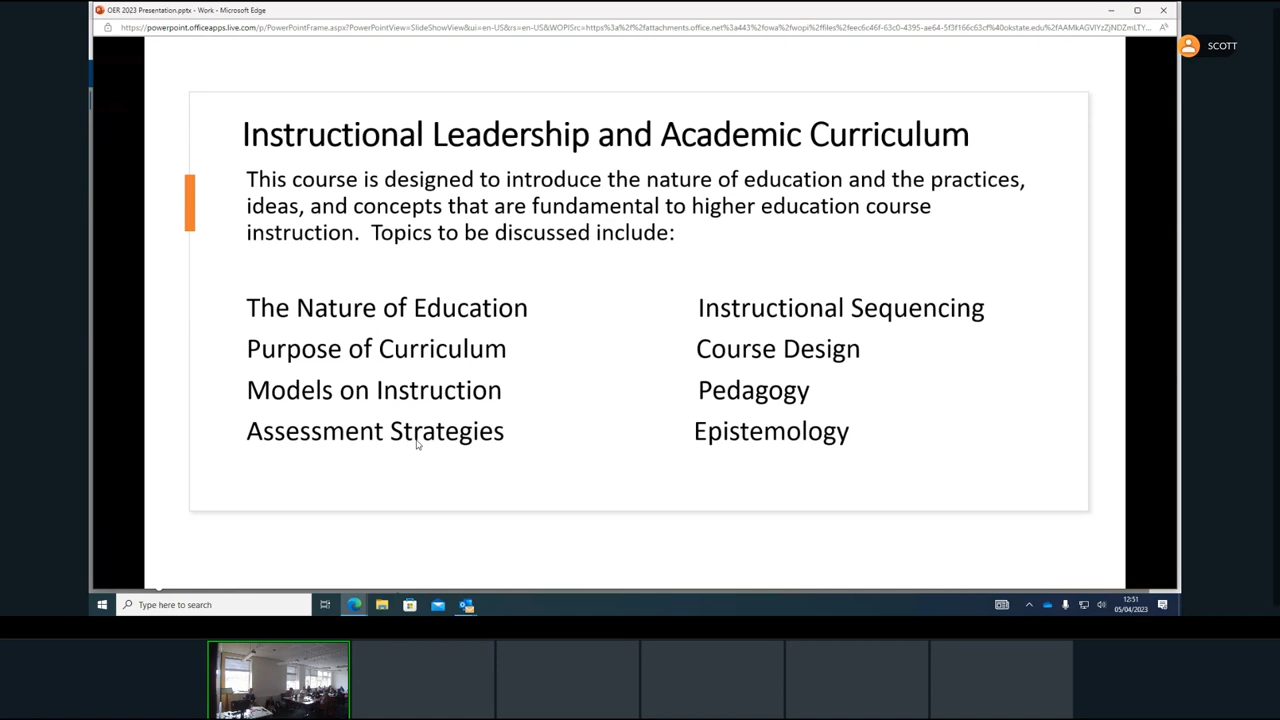 OER 2023 Presentation.pptx - Work - Microsoft Edge
SCOTT
Instructional Leadership and Academic Curriculum
This course is designed to introduce the nature of education and the practices,
ideas, and concepts that are fundamental to higher education course
instruction. Topics to be discussed include:
The Nature of Education
Instructional Sequencing
Purpose of Curriculum
Course Design
Models on Instruction
Pedagogy
Assessment Strategies
Epistemology
Type here to search
12:51
05/04/2023